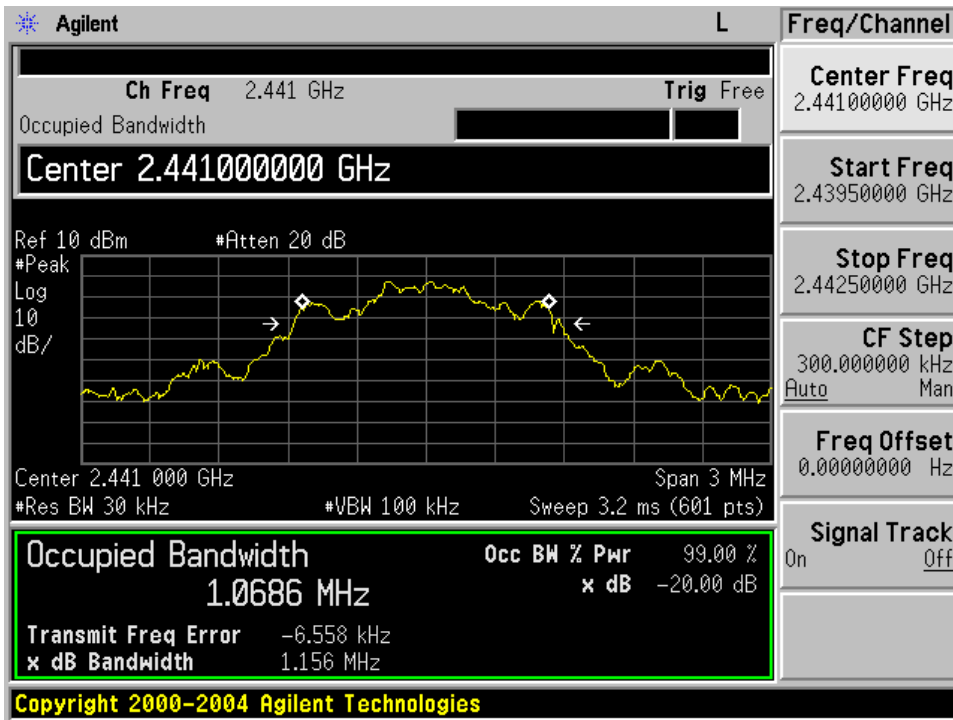 Agilent L
Ch Freq 2.441 GHz Trig Free
Occupied Bandwidth
Center 2.441000000 GHz
Ref 10 dBm #Atten 20 dB
#Peak
Log
10
dB/
Center 2.441 000 GHz Span 3 MHz
#Res BW 30 kHz #VBW 100 kHz Sweep 3.2 ms (601 pts)
Occupied Bandwidth Occ BW % Pwr 99.00 %
1.0686 MHz x dB -20.00 dB
Transmit Freq Error -6.558 kHz
x dB Bandwidth 1.156 MHz
Copyright 2000-2004 Agilent Technologies
Freq/Channel
Center Freq
2.44100000 GHz
Start Freq
2.43950000 GHz
Stop Freq
2.44250000 GHz
CF Step
300.000000 kHz
Auto Man
Freq Offset
0.00000000 Hz
Signal Track
On Off